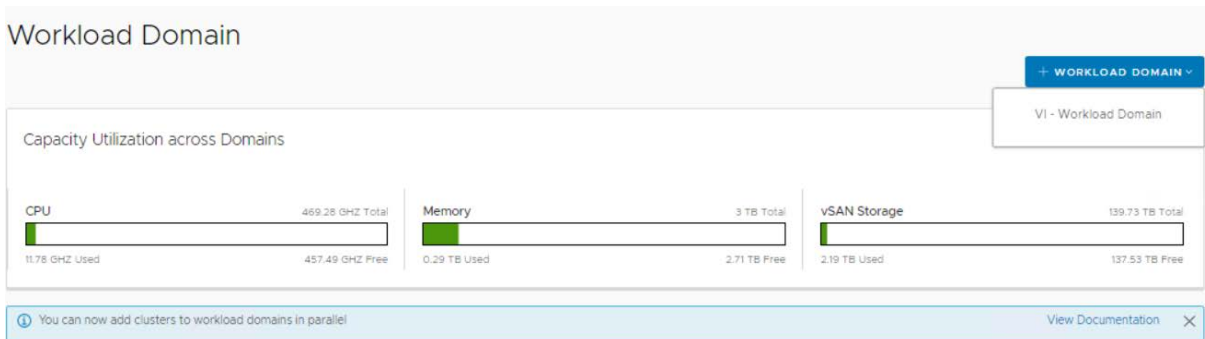 Workload Domain
+ WORKLOAD DOMAIN
VI - Workload Domain
Capacity Utilization across Domains
CPU 469.28 GHZ Total
11.78 GHZ Used 457.49 GHZ Free
Memory 3 TB Total
0.29 TB Used 2.71 TB Free
vSAN Storage 139.73 TB Total
2.19 TB Used 137.53 TB Free
You can now add clusters to workload domains in parallel View Documentation